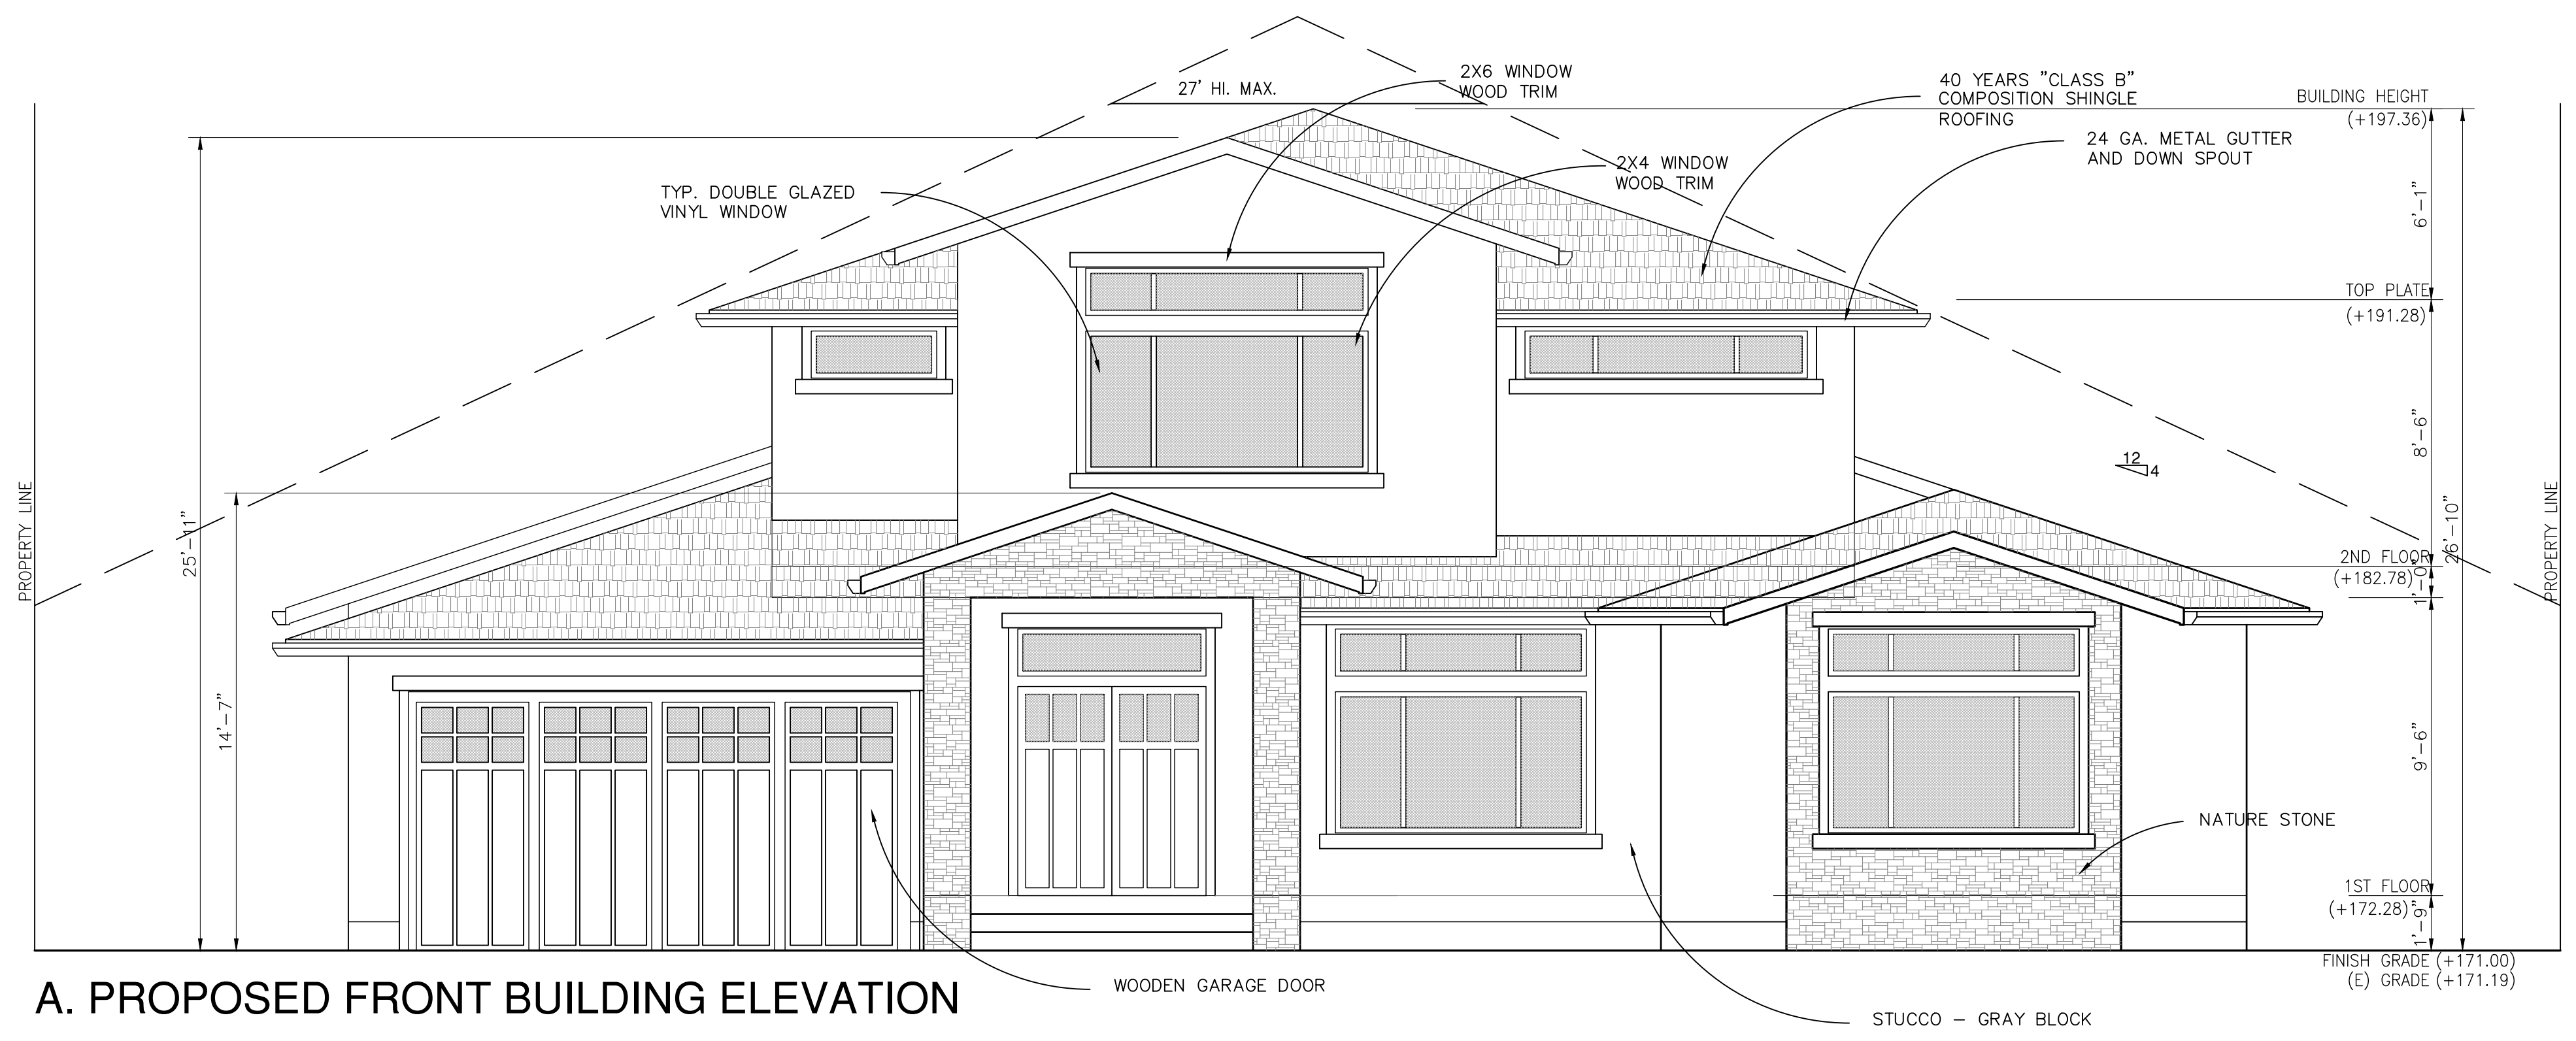 27' HI. MAX.
2X6 WINDOW
WOOD TRIM
40 YEARS "CLASS B"
COMPOSITION SHINGLE
ROOFING
BUILDING HEIGHT
(+197.36)
24 GA. METAL GUTTER
AND DOWN SPOUT
2X4 WINDOW
WOOD TRIM
TYP. DOUBLE GLAZED
VINYL WINDOW
6'-1"
TOP PLATE
(+191.28)
8'-6"
12
4
PROPERTY LINE
25'-11"
26'-10"
PROPERTY LINE
2ND FLOOR
(+182.78)
1'-0"
14'-7"
9'-6"
NATURE STONE
1ST FLOOR
(+172.28)
1'-9"
FINISH GRADE (+171.00)
(E) GRADE (+171.19)
A. PROPOSED FRONT BUILDING ELEVATION
WOODEN GARAGE DOOR
STUCCO - GRAY BLOCK